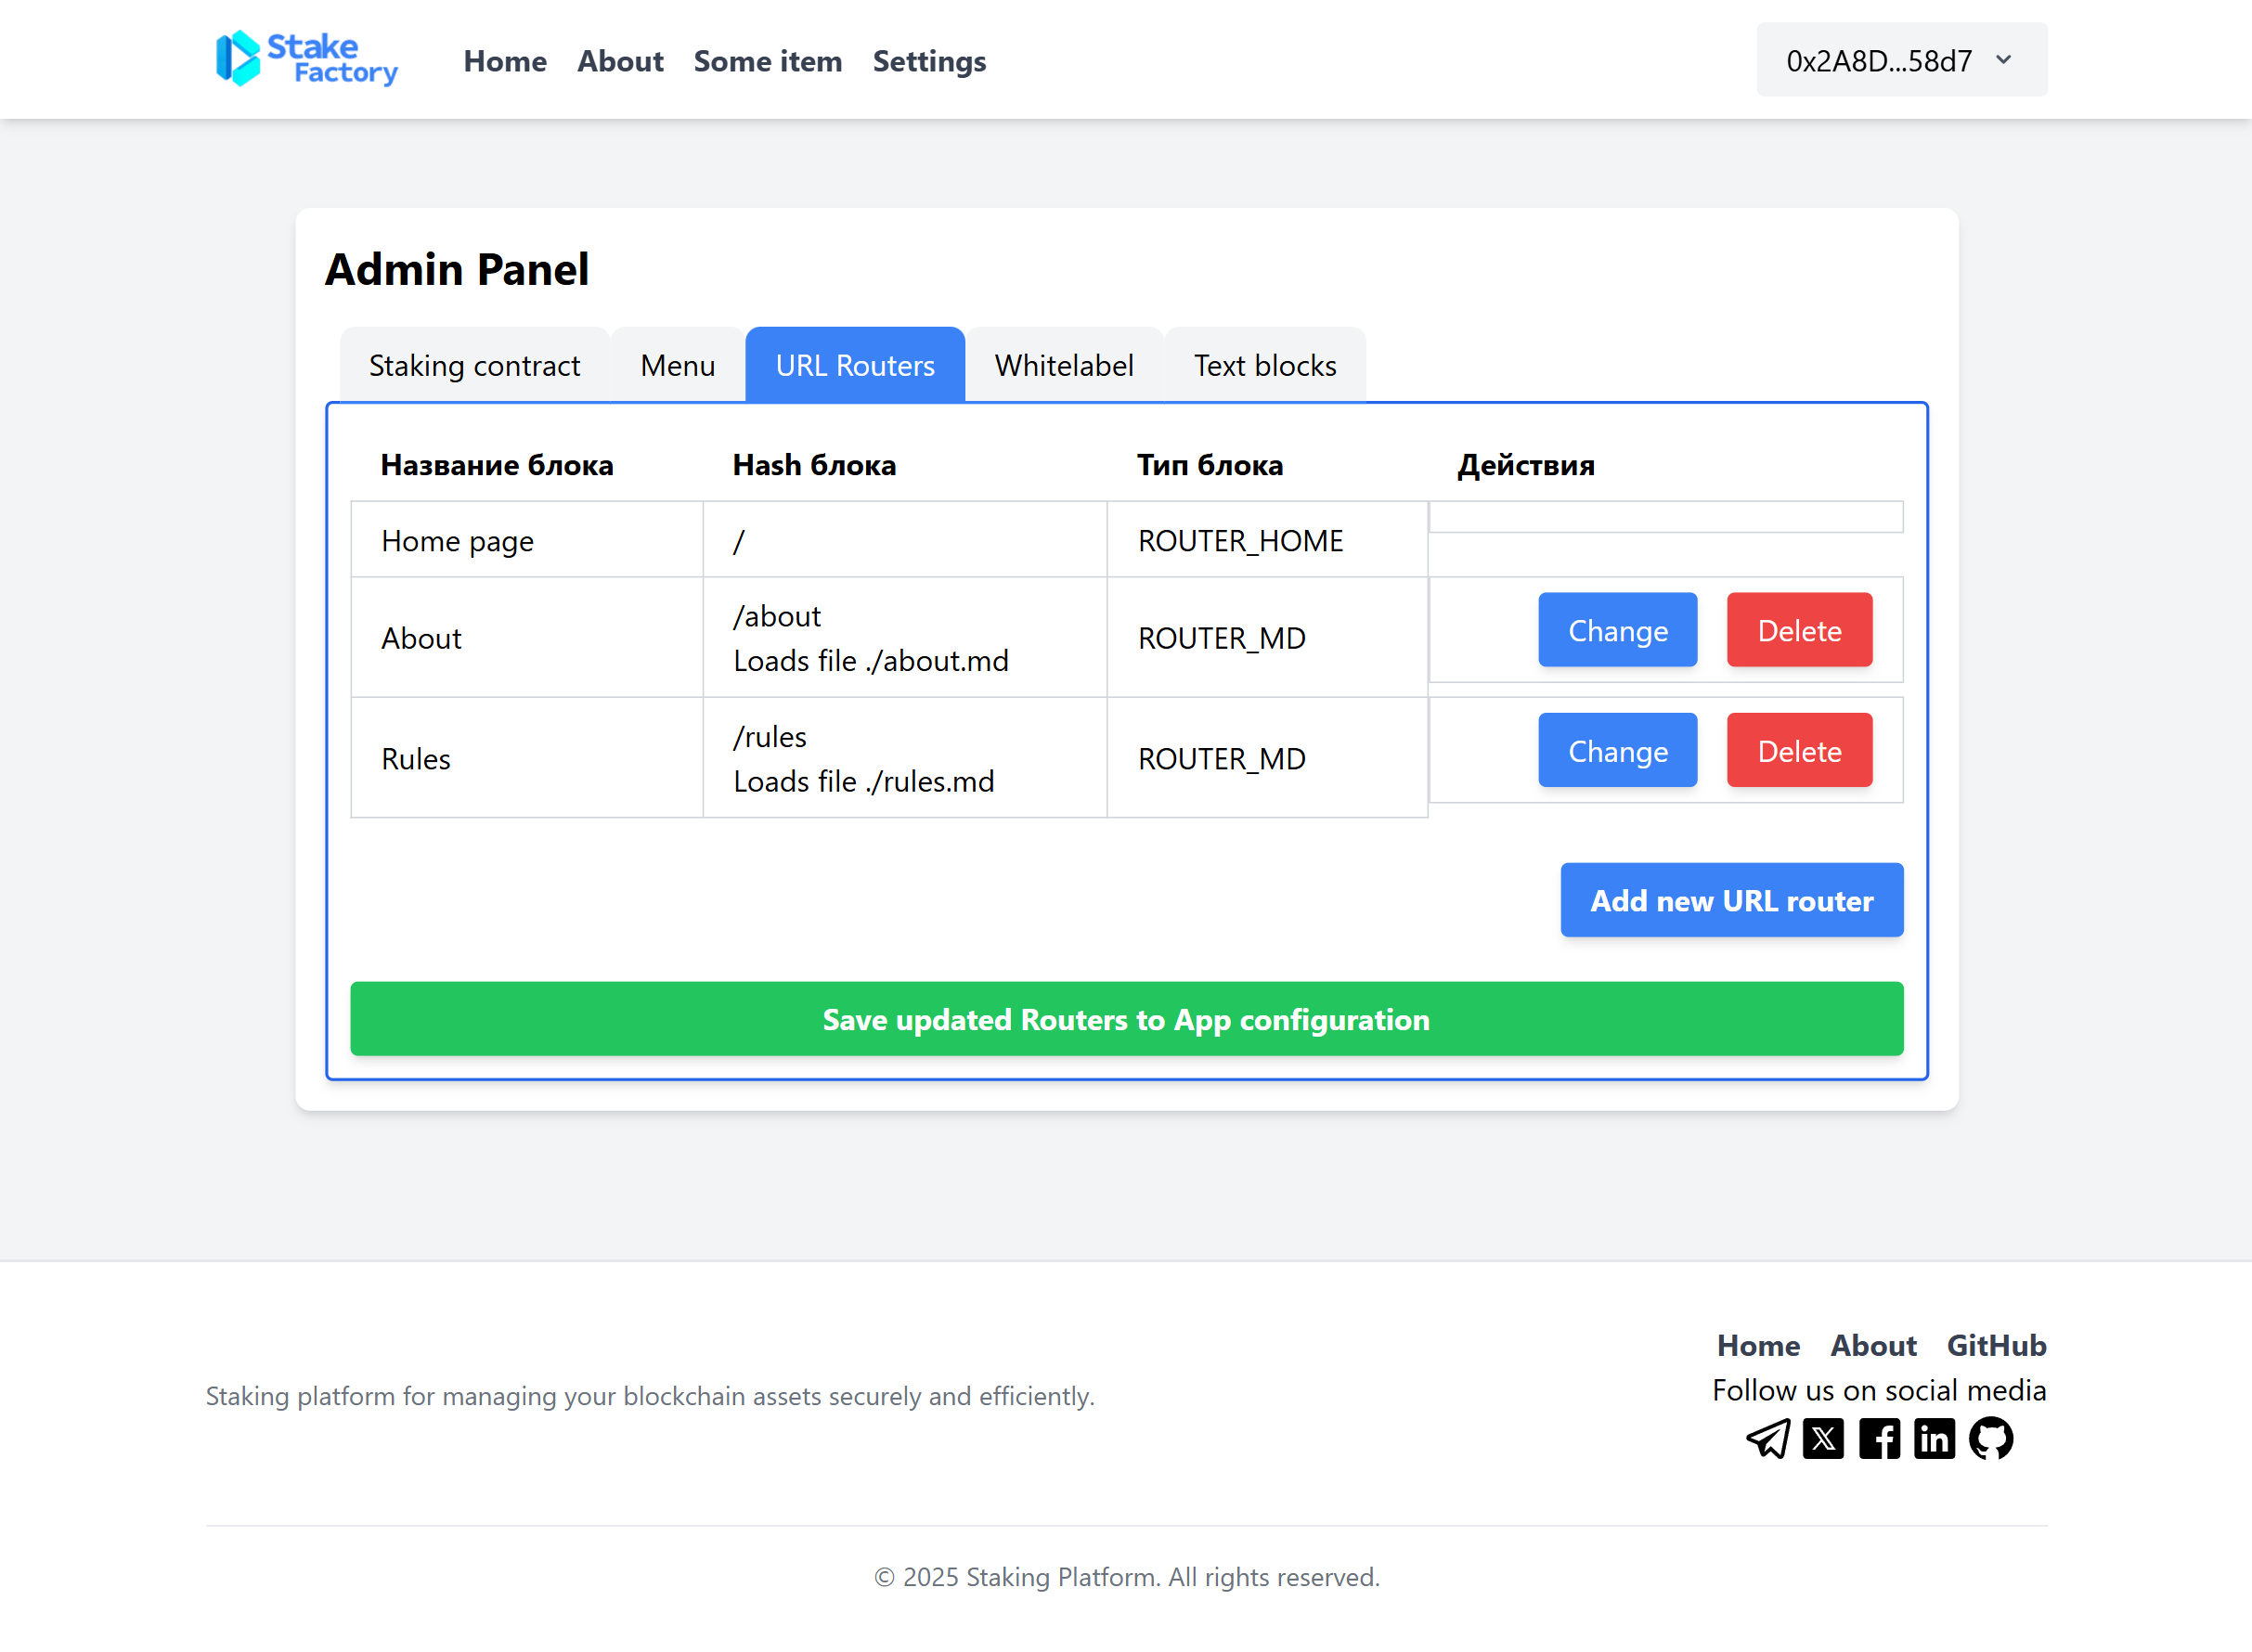 Stake
Factory
Home About Some item Settings
0x2A8D...58d7
Admin Panel
Staking contract Menu URL Routers Whitelabel Text blocks
Название блока Hash блока Тип блока Действия
Home page / ROUTER_HOME
About /about ROUTER_MD Change Delete
Loads file ./about.md
Rules /rules ROUTER_MD Change Delete
Loads file ./rules.md
Add new URL router
Save updated Routers to App configuration
Home About GitHub
Staking platform for managing your blockchain assets securely and efficiently.
Follow us on social media
© 2025 Staking Platform. All rights reserved.